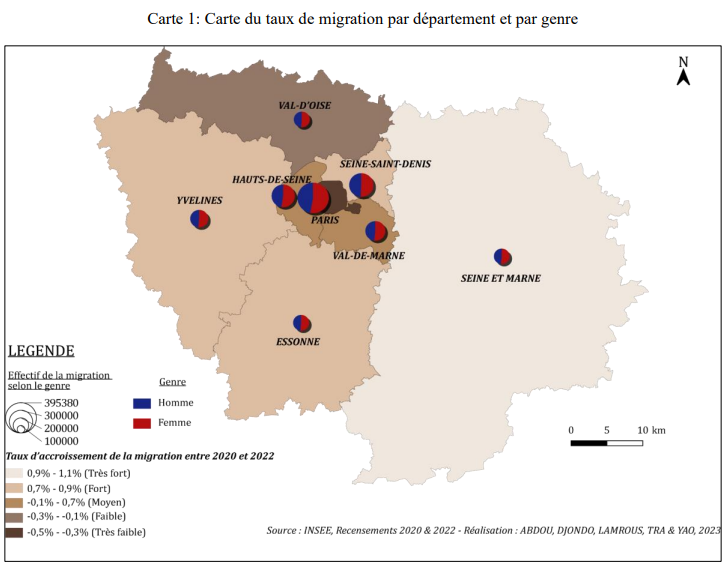 Carte 1: Carte du taux de migration par département et par genre
N
VAL-D'OISE
SEINE-SAINT-DENIS
HAUTS-DE-SEINE
YVELINES
PARIS
VAL-DE-MARNE
SEINE ET MARNE
ESSONNE
LEGENDE
Effectif de la migration
selon le genre
395380
300000
200000
100000
Genre
Homme
Femme
0 5 10 km
Taux d'accroissement de la migration entre 2020 et 2022
0,9% - 1,1% (Très fort)
0,7% - 0,9% (Fort)
-0,1% - 0,7% (Moyen)
-0,3% - -0,1% (Faible)
-0,5% - -0,3% (Très faible)
Source : INSEE, Recensements 2020 & 2022 - Réalisation : ABDOU, DJONDO, LAMROUS, TRA & YAO, 2023